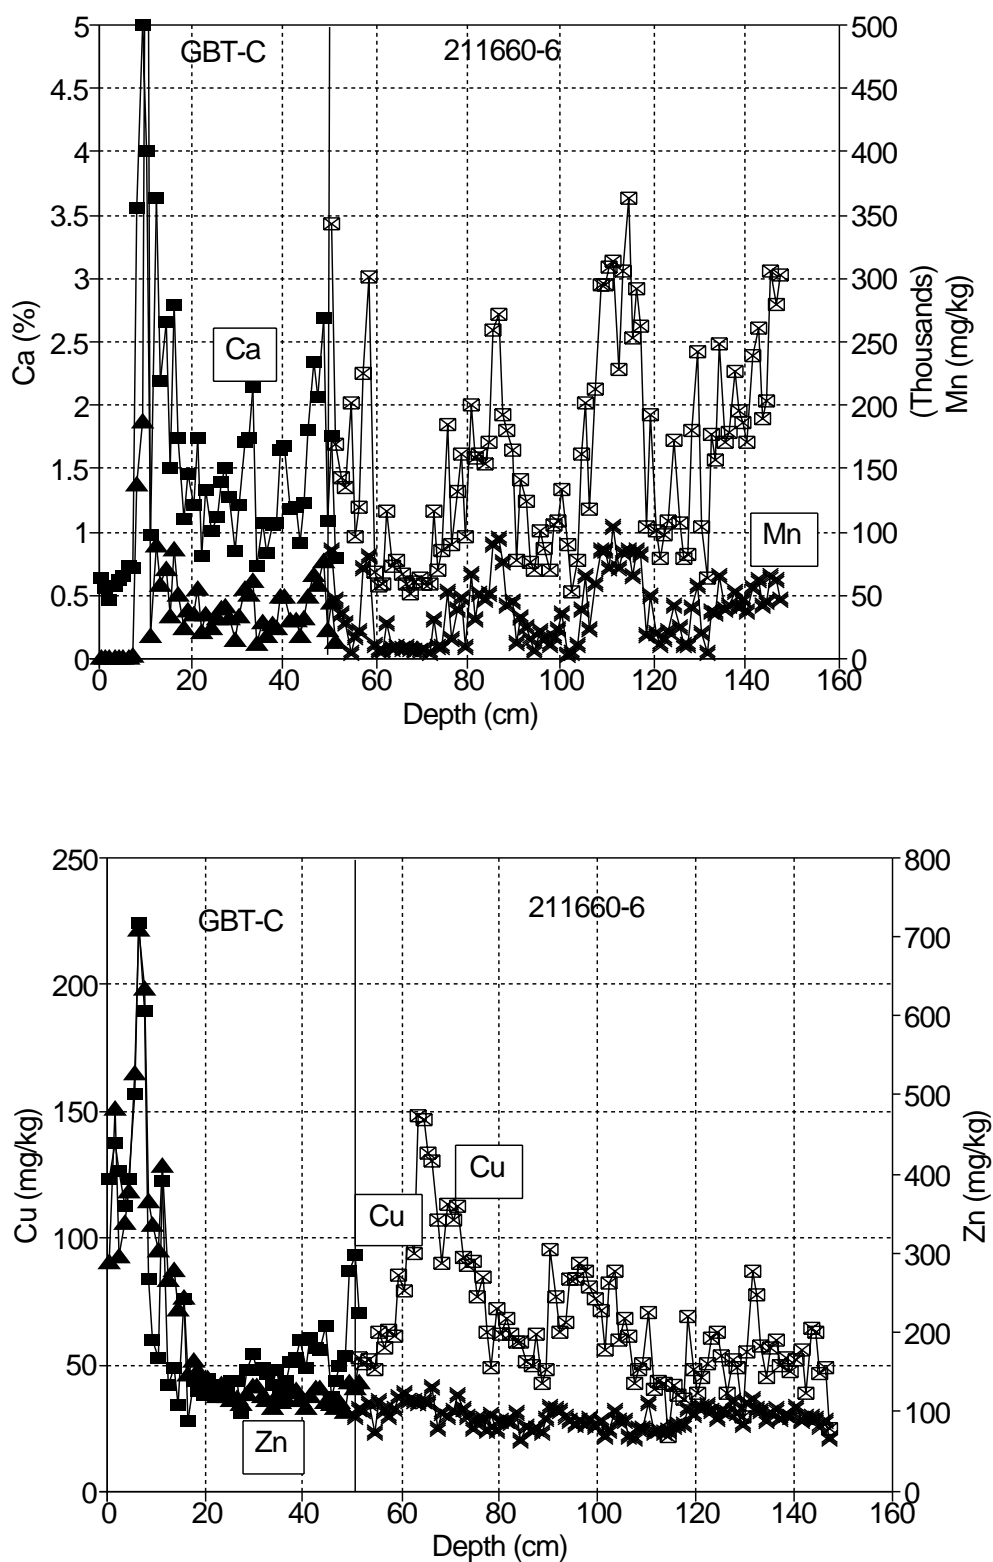 5
4.5
4
3.5
3
2.5
2
1.5
1
0.5
0
Ca (%)
GBT-C
211660-6
Ca
Mn
500
450
400
350
300
250
200
150
100
50
0
(Thousands)
Mn (mg/kg)
0 20 40 60 80 100 120 140 160
Depth (cm)
250
200
150
100
50
0
Cu (mg/kg)
GBT-C
211660-6
Cu
Cu
Zn
800
700
600
500
400
300
200
100
0
Zn (mg/kg)
0 20 40 60 80 100 120 140 160
Depth (cm)